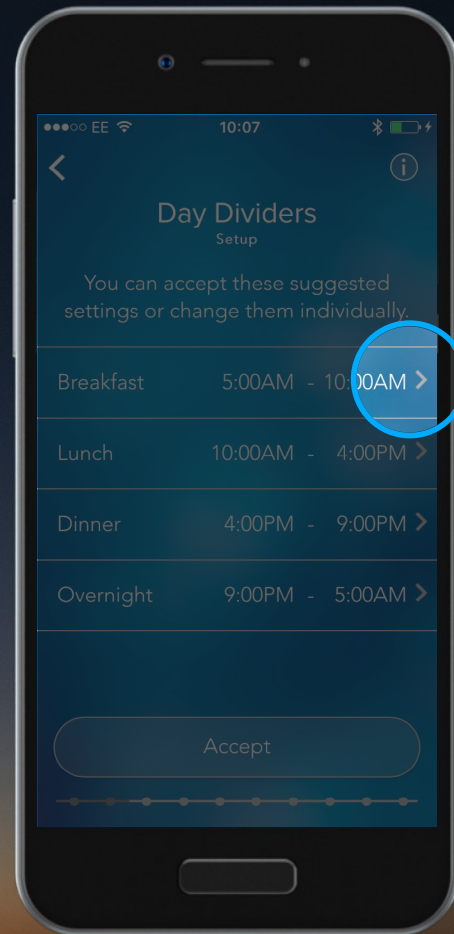 EE 10:07
Day Dividers
Setup
You can accept these suggested
settings or change them individually.
Breakfast 5:00AM - 10:00AM
Lunch 10:00AM - 4:00PM
Dinner 4:00PM - 9:00PM
Overnight 9:00PM - 5:00AM
Accept